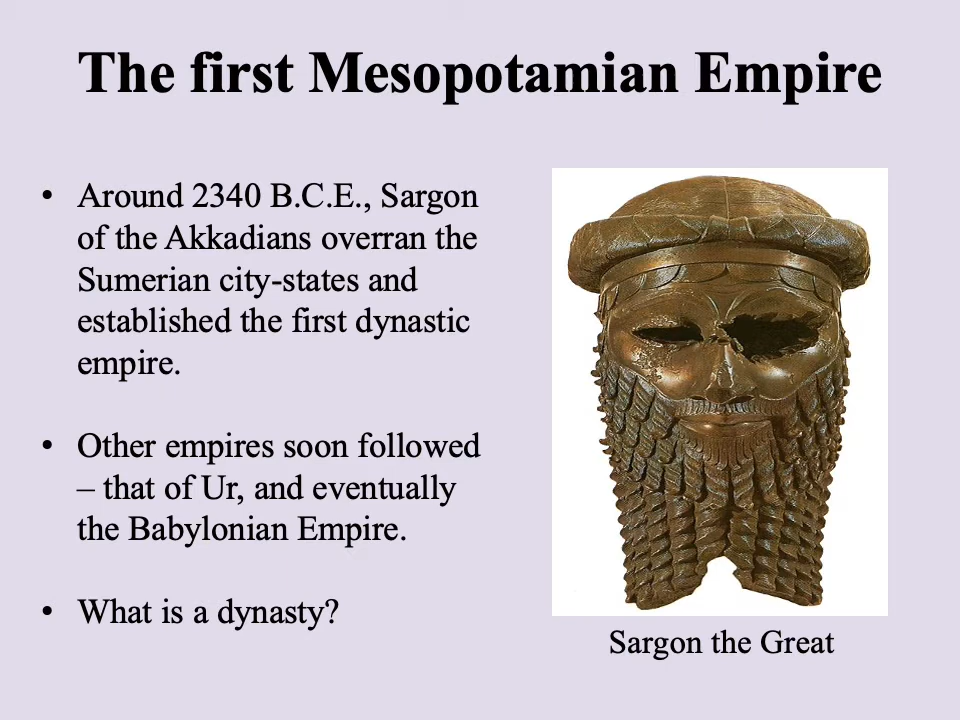 The first Mesopotamian Empire
• Around 2340 B.C.E., Sargon
of the Akkadians overran the
Sumerian city-states and
established the first dynastic
empire.
• Other empires soon followed
– that of Ur, and eventually
the Babylonian Empire.
• What is a dynasty?
Sargon the Great